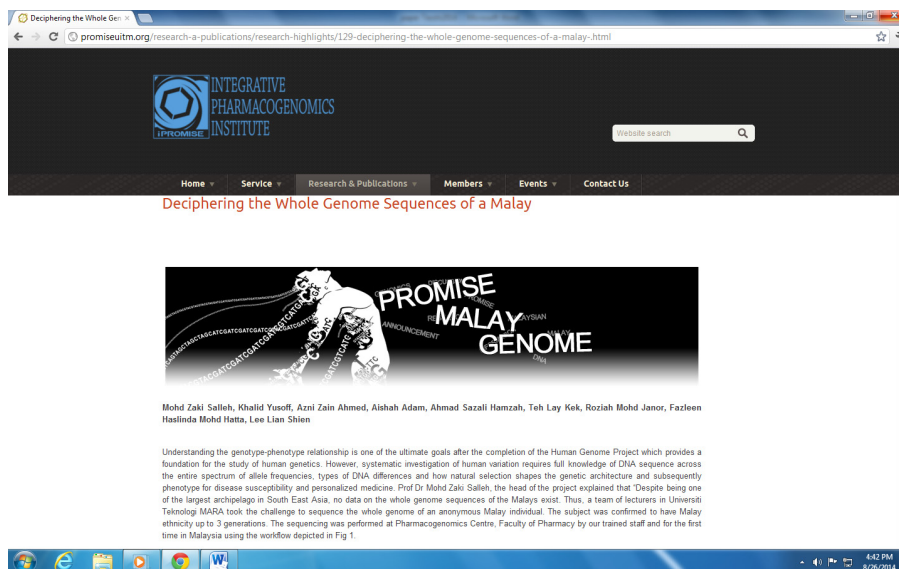 Deciphering the Whole Gen ×
promiseuitm.org/research-a-publications/research-highlights/129-deciphering-the-whole-genome-sequences-of-a-malay-.html
INTEGRATIVE
PHARMACOGENOMICS
INSTITUTE
iPROMISE
Website search
Home Service Research & Publications Members Events Contact Us
Deciphering the Whole Genome Sequences of a Malay
PROMISE
MALAY
GENOME
ANNOUNCEMENT
DNA
Mohd Zaki Salleh, Khalid Yusoff, Azni Zain Ahmed, Aishah Adam, Ahmad Sazali Hamzah, Teh Lay Kek, Roziah Mohd Janor, Fazleen
Haslinda Mohd Hatta, Lee Lian Shien
Understanding the genotype-phenotype relationship is one of the ultimate goals after the completion of the Human Genome Project which provides a
foundation for the study of human genetics. However, systematic investigation of human variation requires full knowledge of DNA sequence across
the entire spectrum of allele frequencies, types of DNA differences and how natural selection shapes the genetic architecture and subsequently
phenotype for disease susceptibility and personalized medicine. Prof Dr Mohd Zaki Salleh, the head of the project explained that "Despite being one
of the largest archipelago in South East Asia, no data on the whole genome sequences of the Malays exist. Thus, a team of lecturers in Universiti
Teknologi MARA took the challenge to sequence the whole genome of an anonymous Malay individual. The subject was confirmed to have Malay
ethnicity up to 3 generations. The sequencing was performed at Pharmacogenomics Centre, Faculty of Pharmacy by our trained staff and for the first
time in Malaysia using the workflow depicted in Fig 1.
4:42 PM
8/26/2014